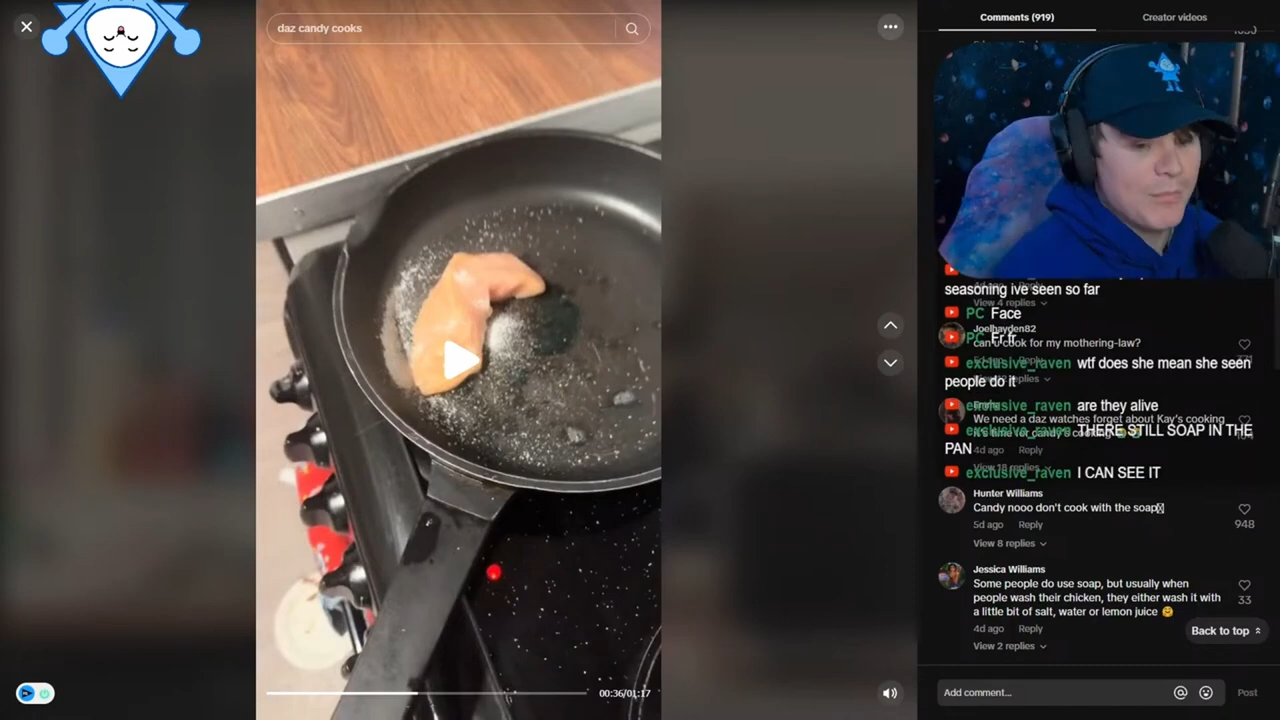 daz candy cooks
Comments (919)
Creator videos
seasoning ive seen so far
View 4 replies
PC Face
Joelhayden82
PC Fr fr
can u cook for my mothering-law?
exclusive_raven wtf does she mean she seen
people do it
exclusive_raven are they alive
We need a daz watches forget about Kay's cooking
exclusive_raven THERE STILL SOAP IN THE
PAN
4d ago Reply
exclusive_raven I CAN SEE IT
Hunter Williams
Candy nooo don't cook with the soap
948
5d ago Reply
View 8 replies
Jessica Williams
Some people do use soap, but usually when
people wash their chicken, they either wash it with
33
a little bit of salt, water or lemon juice 🤗
4d ago Reply
Back to top
View 2 replies
00:36/01:17
Add comment...
Post